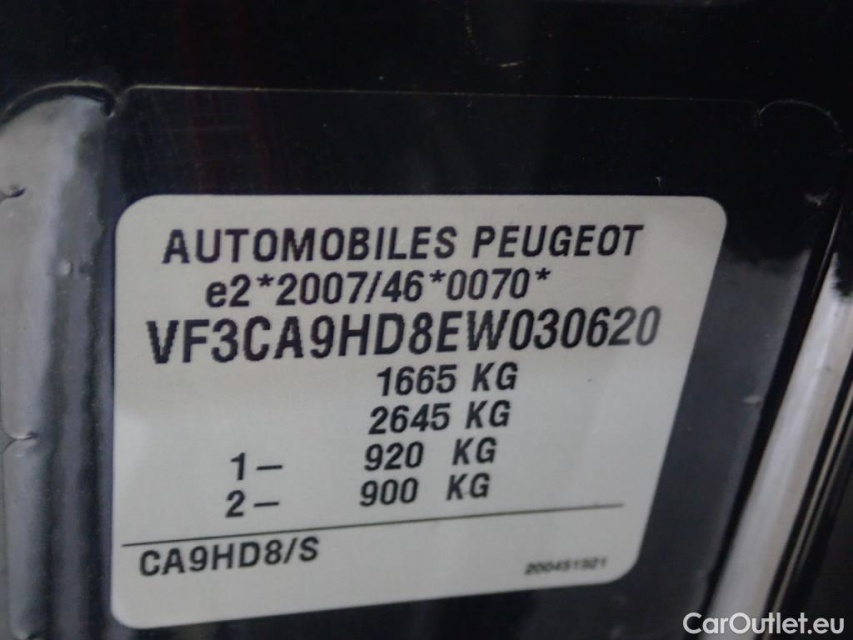 AUTOMOBILES PEUGEOT
e2*2007/46*0070*
VF3CA9HD8EW030620
1665 KG
2645 KG
1– 920 KG
2– 900 KG
CA9HD8/S
200451921
CarOutlet.eu